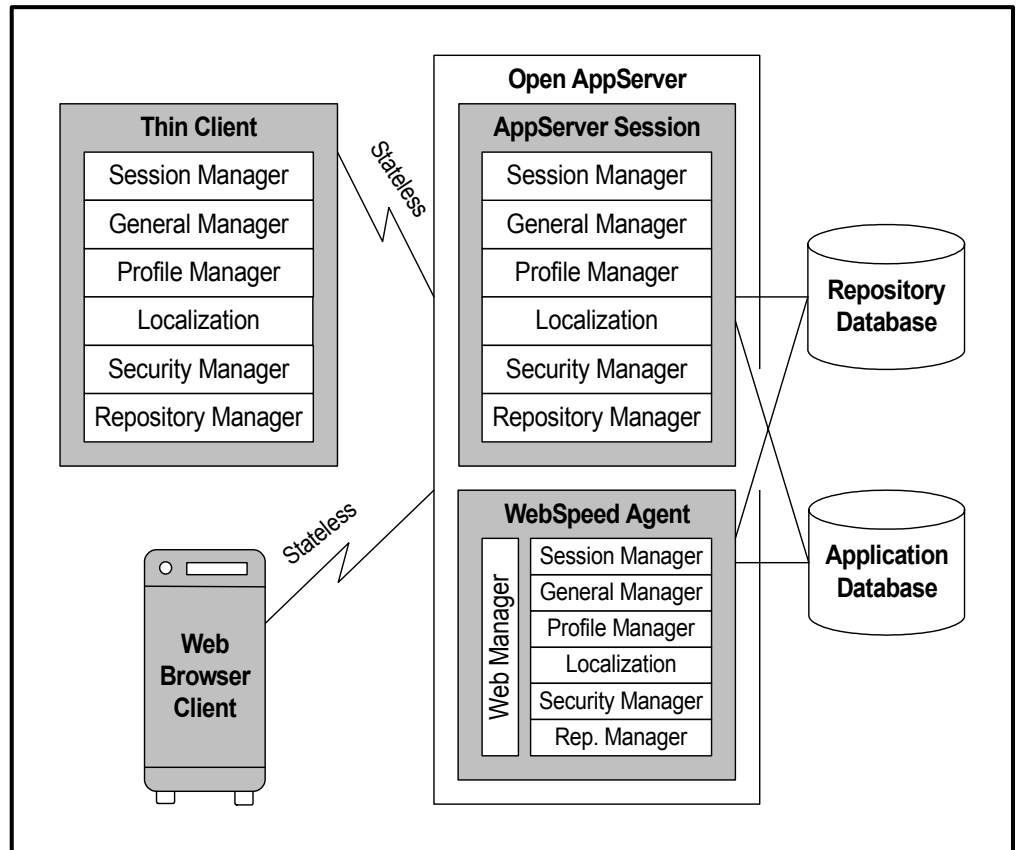 Open AppServer
Thin Client
Session Manager
General Manager
Profile Manager
Localization
Security Manager
Repository Manager
Stateless
AppServer Session
Session Manager
General Manager
Profile Manager
Localization
Security Manager
Repository Manager
Repository
Database
Web
Browser
Client
Stateless
WebSpeed Agent
Web Manager
Session Manager
General Manager
Profile Manager
Localization
Security Manager
Rep. Manager
Application
Database